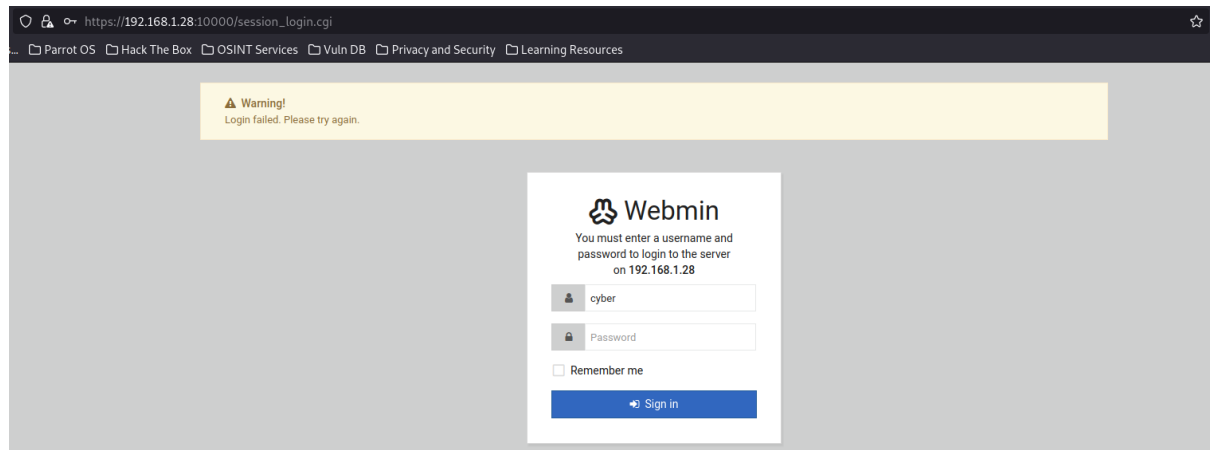 https://192.168.1.28:10000/session_login.cgi
s... Parrot OS Hack The Box OSINT Services Vuln DB Privacy and Security Learning Resources
Warning!
Login failed. Please try again.
Webmin
You must enter a username and
password to login to the server
on 192.168.1.28
cyber
Password
Remember me
Sign in